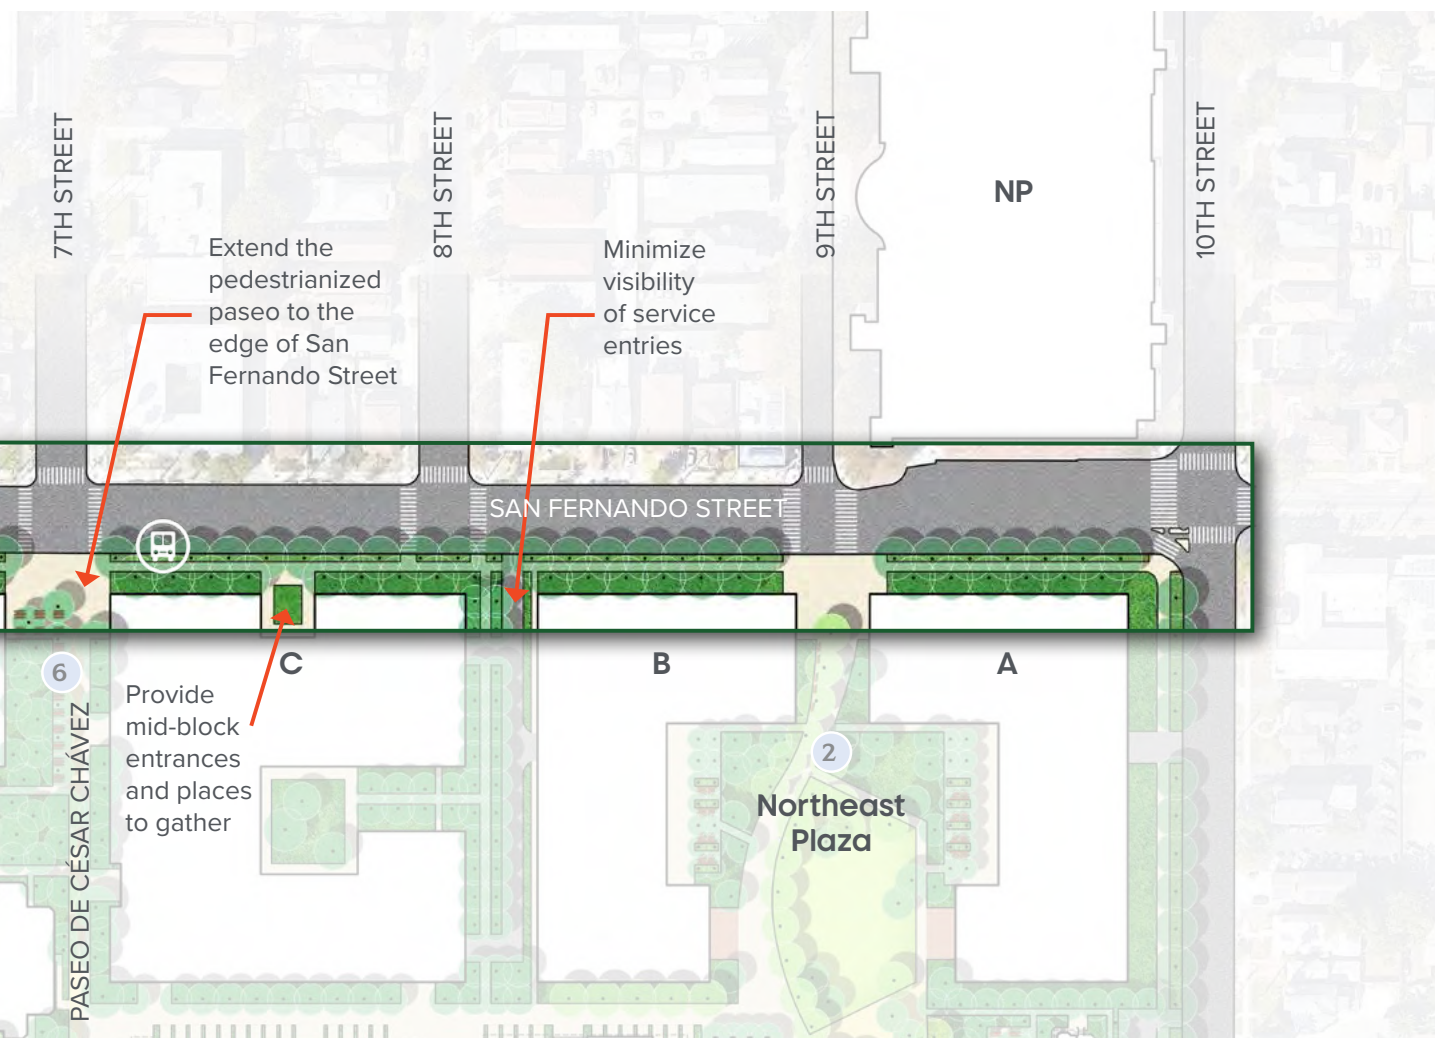 7TH STREET
8TH STREET
9TH STREET
10TH STREET
NP
Extend the
pedestrianized
paseo to the
edge of San
Fernando Street
Minimize
visibility
of service
entries
SAN FERNANDO STREET
6
C
B
A
PASEO DE CÉSAR CHÁVEZ
Provide
mid-block
entrances
and places
to gather
2
Northeast
Plaza